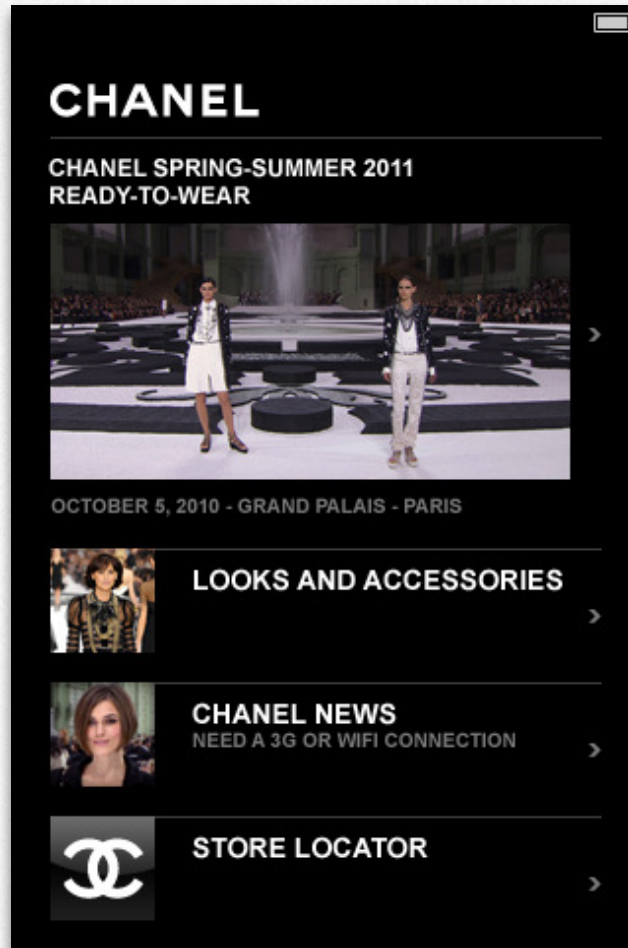 CHANEL
CHANEL SPRING-SUMMER 2011
READY-TO-WEAR
OCTOBER 5, 2010 - GRAND PALAIS - PARIS
LOOKS AND ACCESSORIES
CHANEL NEWS
NEED A 3G OR WIFI CONNECTION
STORE LOCATOR